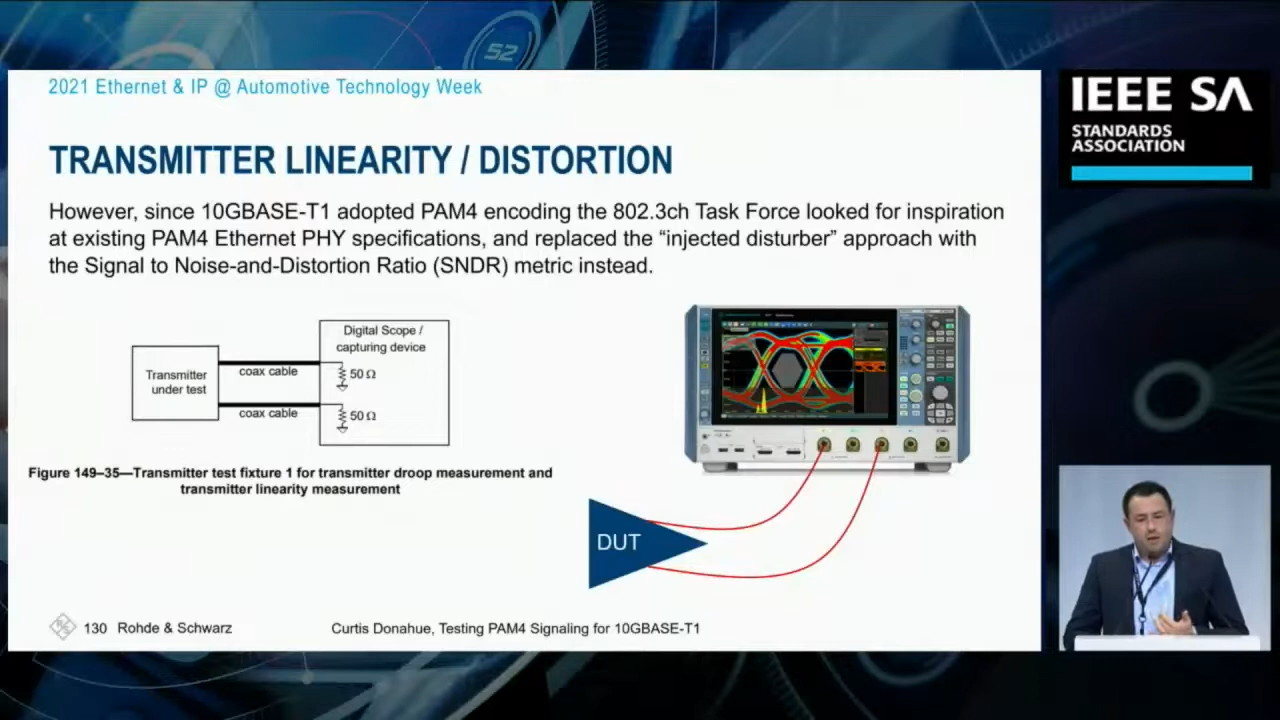 52
2021 Ethernet & IP @ Automotive Technology Week
IEEE SA
STANDARDS
ASSOCIATION
TRANSMITTER LINEARITY / DISTORTION
However, since 10GBASE-T1 adopted PAM4 encoding the 802.3ch Task Force looked for inspiration
at existing PAM4 Ethernet PHY specifications, and replaced the “injected disturber” approach with
the Signal to Noise-and-Distortion Ratio (SNDR) metric instead.
Digital Scope /
capturing device
Transmitter
under test
coax cable
50 Ω
coax cable
50 Ω
Figure 149–35—Transmitter test fixture 1 for transmitter droop measurement and
transmitter linearity measurement
DUT
130 Rohde & Schwarz
Curtis Donahue, Testing PAM4 Signaling for 10GBASE-T1